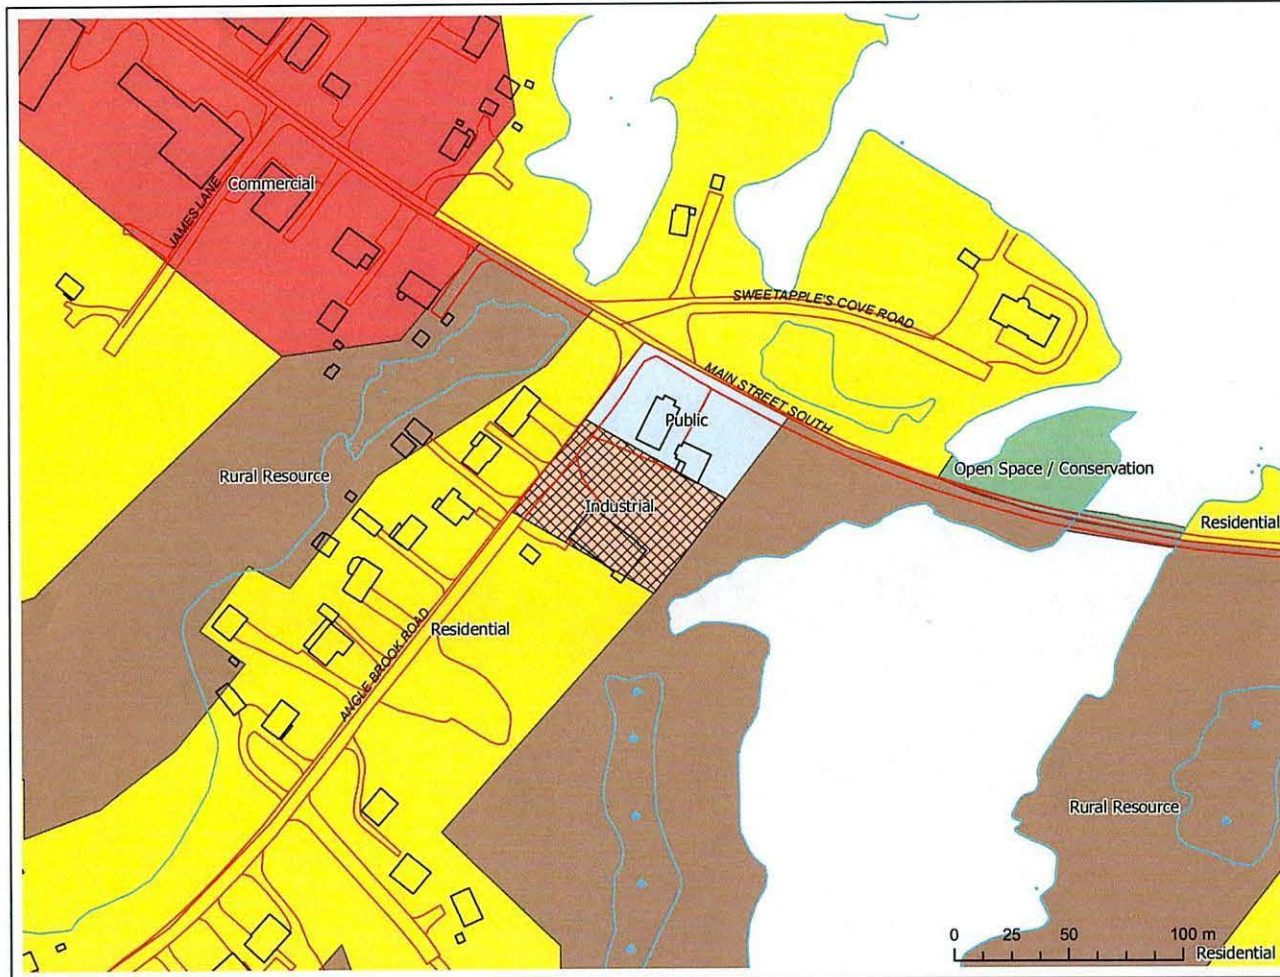 Commercial
JAMES LANE
SWEETAPPLE'S COVE ROAD
MAIN STREET SOUTH
Public
Open Space / Conservation
Rural Resource
Industrial
Residential
Residential
ANGLE BROOK ROAD
Rural Resource
0 25 50 100 m
Residential